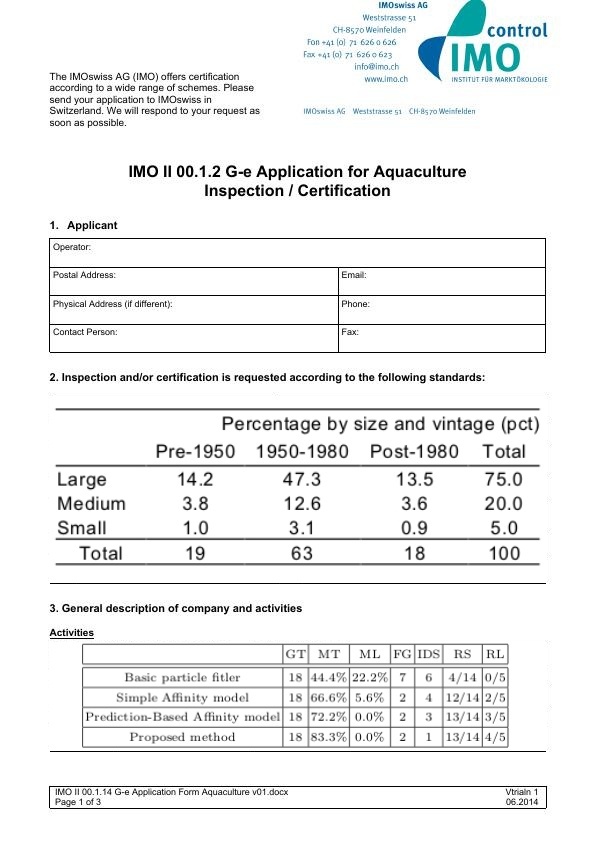 IMOswiss AG
Weststrasse 51
CH-8570 Weinfelden
Fon +41 (0) 71 626 0 626
Fax +41 (0) 71 626 0 623
info@imo.ch
www.imo.ch
control
IMO
INSTITUT FÜR MARKTÖKOLOGIE
The IMOswiss AG (IMO) offers certification
according to a wide range of schemes. Please
send your application to IMOswiss in
Switzerland. We will respond to your request as
soon as possible.
IMOswiss AG Weststrasse 51 CH-8570 Weinfelden
IMO II 00.1.2 G-e Application for Aquaculture
Inspection / Certification
1. Applicant
Operator:
Postal Address: Email:
Physical Address (if different): Phone:
Contact Person: Fax:
2. Inspection and/or certification is requested according to the following standards:
Percentage by size and vintage (pct)
Pre-1950 1950-1980 Post-1980 Total
Large 14.2 47.3 13.5 75.0
Medium 3.8 12.6 3.6 20.0
Small 1.0 3.1 0.9 5.0
Total 19 63 18 100
3. General description of company and activities
Activities
GT MT ML FG IDS RS RL
Basic particle fitler 18 44.4% 22.2% 7 6 4/14 0/5
Simple Affinity model 18 66.6% 5.6% 2 4 12/14 2/5
Prediction-Based Affinity model 18 72.2% 0.0% 2 3 13/14 3/5
Proposed method 18 83.3% 0.0% 2 1 13/14 4/5
IMO II 00.1.14 G-e Application Form Aquaculture v01.docx Vtrialn 1
Page 1 of 3 06.2014